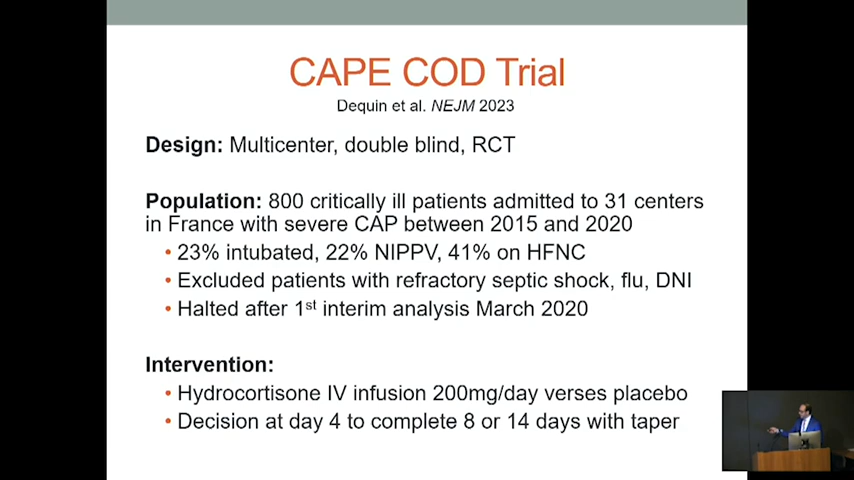 CAPE COD Trial
Dequin et al. NEJM 2023
Design: Multicenter, double blind, RCT
Population: 800 critically ill patients admitted to 31 centers
in France with severe CAP between 2015 and 2020
• 23% intubated, 22% NIPPV, 41% on HFNC
• Excluded patients with refractory septic shock, flu, DNI
• Halted after 1st interim analysis March 2020
Intervention:
• Hydrocortisone IV infusion 200mg/day verses placebo
• Decision at day 4 to complete 8 or 14 days with taper